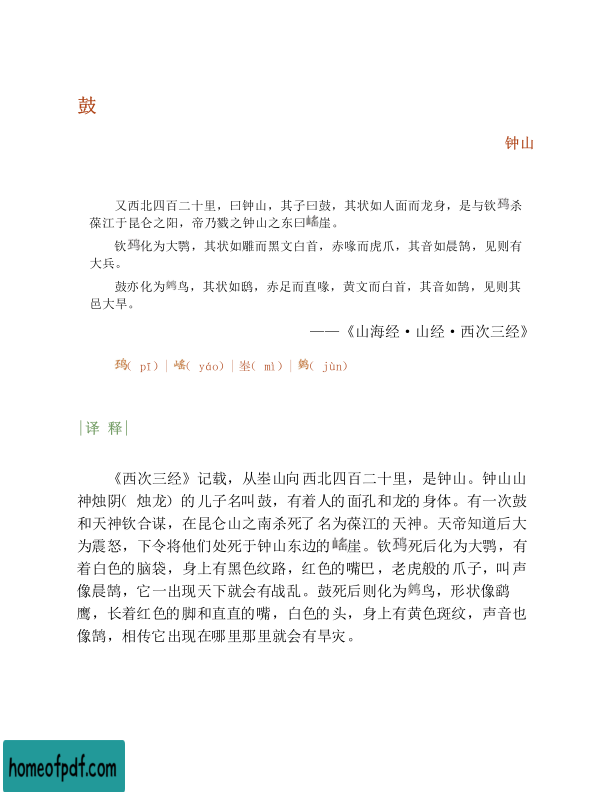 鼓
钟山
又西北四百二十里，曰钟山，其子曰鼓，其状如人面而龙身，是与钦䲹杀
葆江于昆仑之阳，帝乃戮之钟山之东曰㟬崖。
钦䲹化为大鹗，其状如雕而黑文白首，赤喙而虎爪，其音如晨鹄，见则有
大兵。
鼓亦化为鵕鸟，其状如鸱，赤足而直喙，黄文而白首，其音如鹄，见则其
邑大旱。
——《山海经·山经·西次三经》
䲹（pī）|㟬（yáo）|峚（mì）|鵕（jùn）
|译 释|
《西次三经》记载，从峚山向西北四百二十里，是钟山。钟山山
神烛阴（烛龙）的儿子名叫鼓，有着人的面孔和龙的身体。有一次鼓
和天神钦合谋，在昆仑山之南杀死了名为葆江的天神。天帝知道后大
为震怒，下令将他们处死于钟山东边的㟬崖。钦䲹死后化为大鹗，有
着白色的脑袋，身上有黑色纹路，红色的嘴巴，老虎般的爪子，叫声
像晨鹄，它一出现天下就会有战乱。鼓死后则化为鵕鸟，形状像鹞
鹰，长着红色的脚和直直的嘴，白色的头，身上有黄色斑纹，声音也
像鹄，相传它出现在哪里那里就会有旱灾。
homeofpdf.com